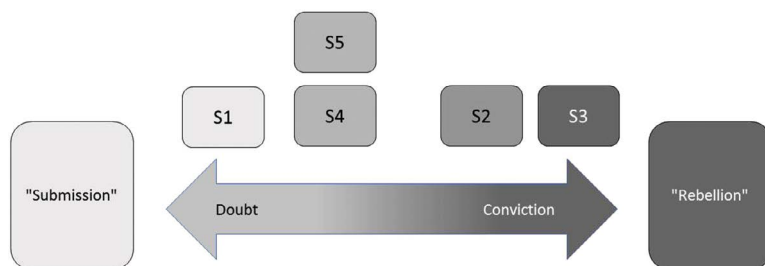 S5
S1
S4
S2
S3
"Submission"
Doubt
Conviction
"Rebellion"